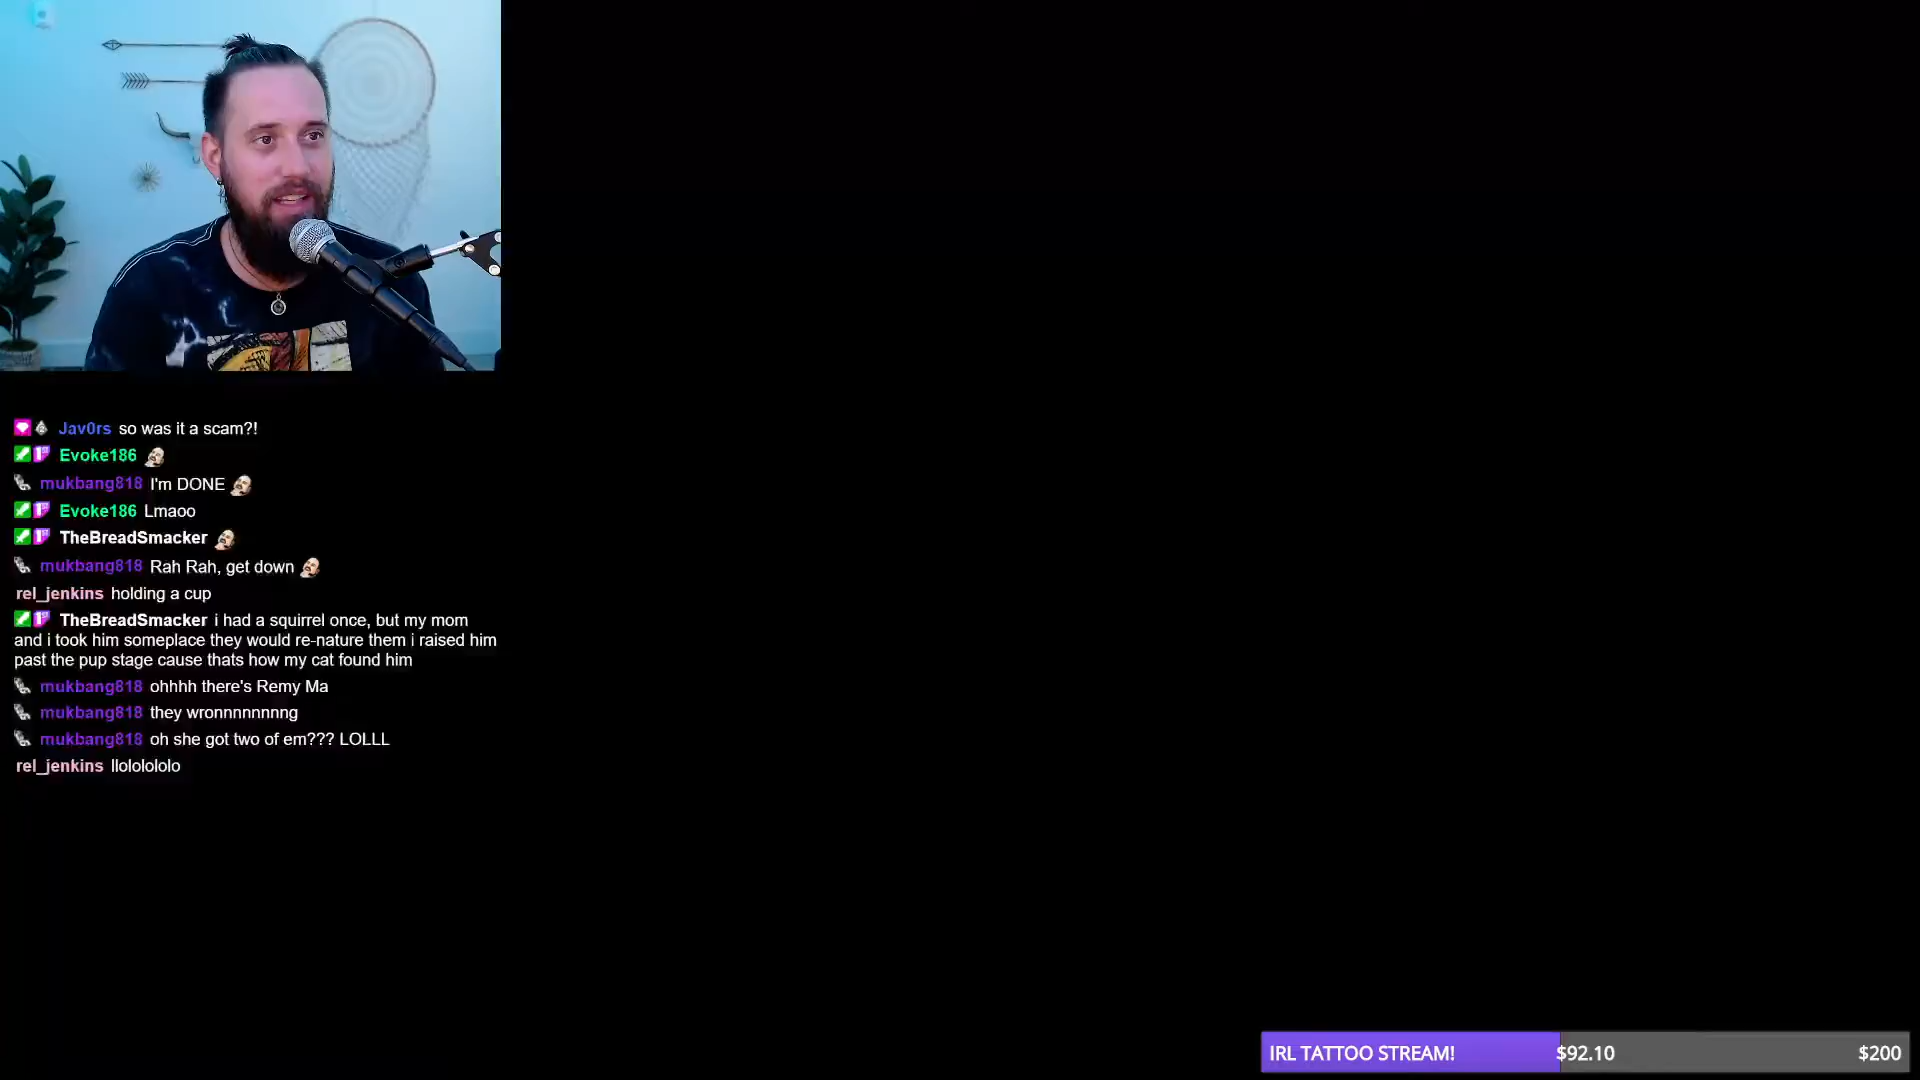 Jav0rs so was it a scam?!
Evoke186
mukbang818 I'm DONE
Evoke186 Lmaoo
TheBreadSmacker
mukbang818 Rah Rah, get down
rel_jenkins holding a cup
TheBreadSmacker i had a squirrel once, but my mom
and i took him someplace they would re-nature them i raised him
past the pup stage cause thats how my cat found him
mukbang818 ohhhh there's Remy Ma
mukbang818 they wronnnnnnnng
mukbang818 oh she got two of em??? LOLLL
rel_jenkins llolololololo
IRL TATTOO STREAM! $92.10 $200